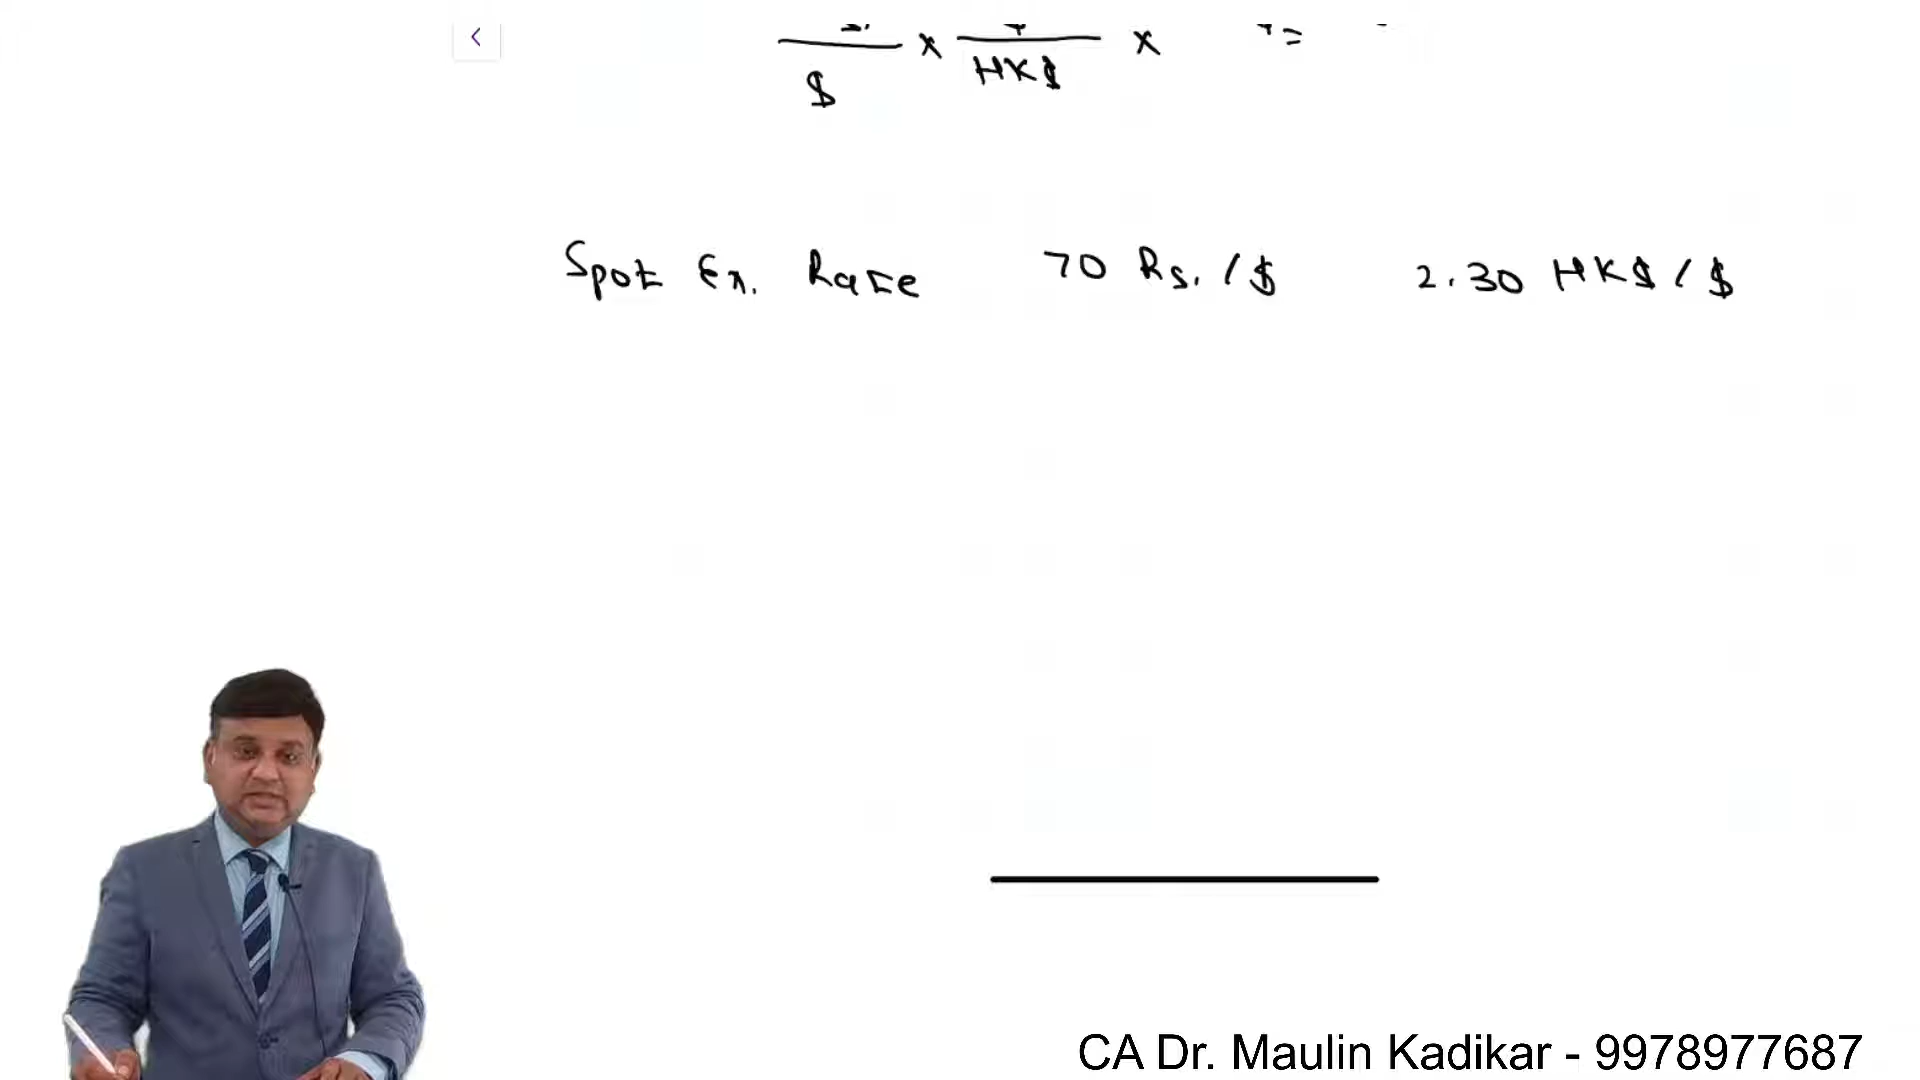 $ x HK$ x =
Spot Ex. Rate 70 Rs. / $ 2.30 HK$ / $
CA Dr. Maulin Kadikar - 9978977687